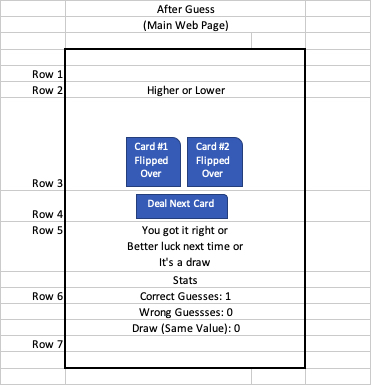 After Guess
(Main Web Page)
Row 1
Row 2 Higher or Lower
Card #1 Card #2
Flipped Flipped
Over Over
Row 3
Deal Next Card
Row 4
Row 5 You got it right or
Better luck next time or
It's a draw
Stats
Row 6 Correct Guesses: 1
Wrong Guessses: 0
Draw (Same Value): 0
Row 7